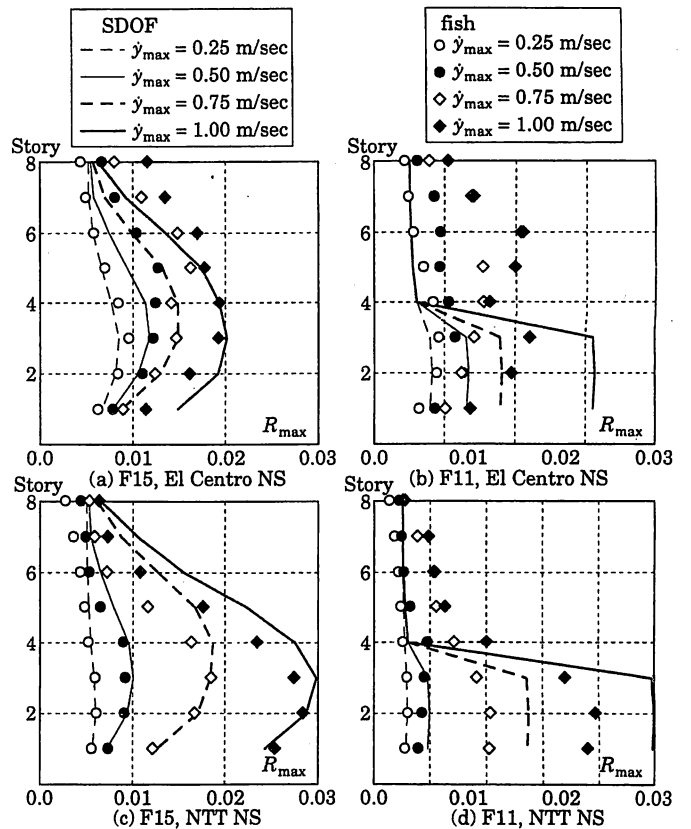 SDOF
ẏmax = 0.25 m/sec
ẏmax = 0.50 m/sec
ẏmax = 0.75 m/sec
ẏmax = 1.00 m/sec
fish
ẏmax = 0.25 m/sec
ẏmax = 0.50 m/sec
ẏmax = 0.75 m/sec
ẏmax = 1.00 m/sec
Story
8
6
4
2
Rmax
0.0 0.01 0.02 0.03
(a) F15, El Centro NS
Story
8
6
4
2
Rmax
0.0 0.01 0.02 0.03
(b) F11, El Centro NS
Story
8
6
4
2
Rmax
0.0 0.01 0.02 0.03
(c) F15, NTT NS
Story
8
6
4
2
Rmax
0.0 0.01 0.02 0.03
(d) F11, NTT NS